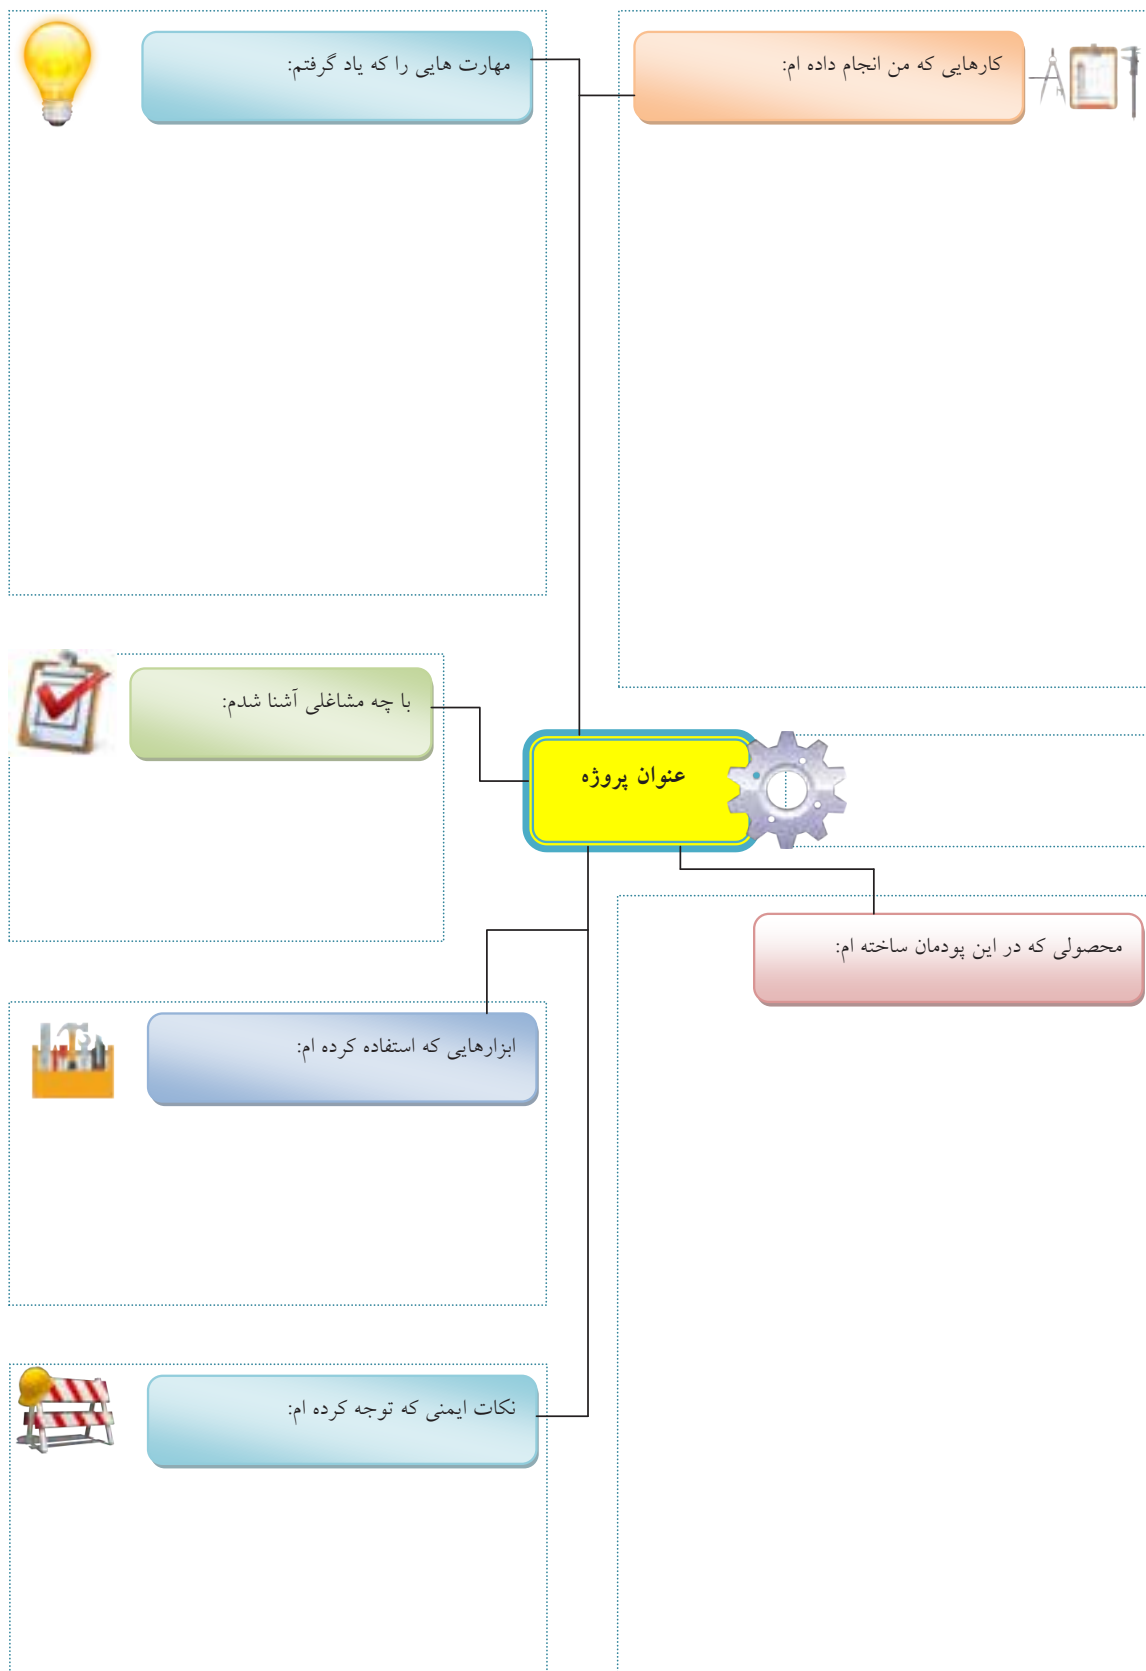 کارهایی که من انجام داده ام:
مهارت هایی را که یاد گرفتم:
با چه مشاغلی آشنا شدم:
عنوان پروژه
محصولی که در این پودمان ساخته ام:
ابزارهایی که استفاده کرده ام:
نکات ایمنی که توجه کرده ام: